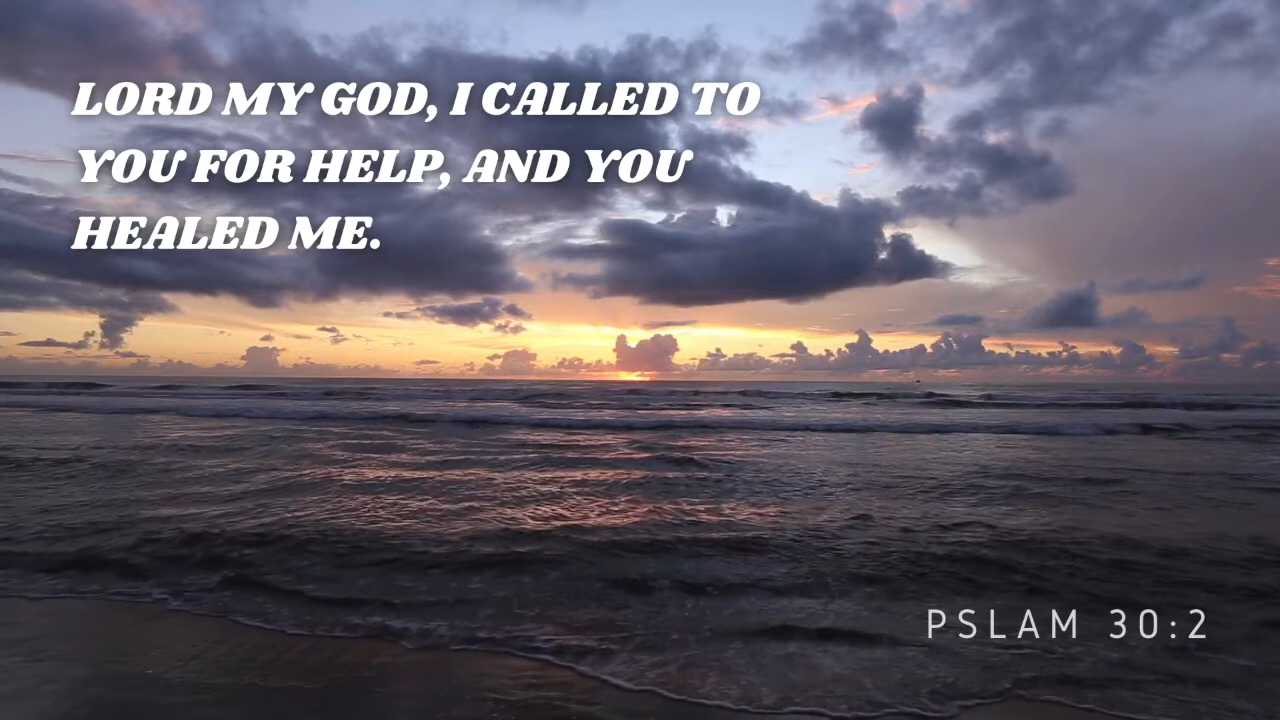 LORD MY GOD, I CALLED TO
YOU FOR HELP, AND YOU
HEALED ME.
PSLAM 30:2